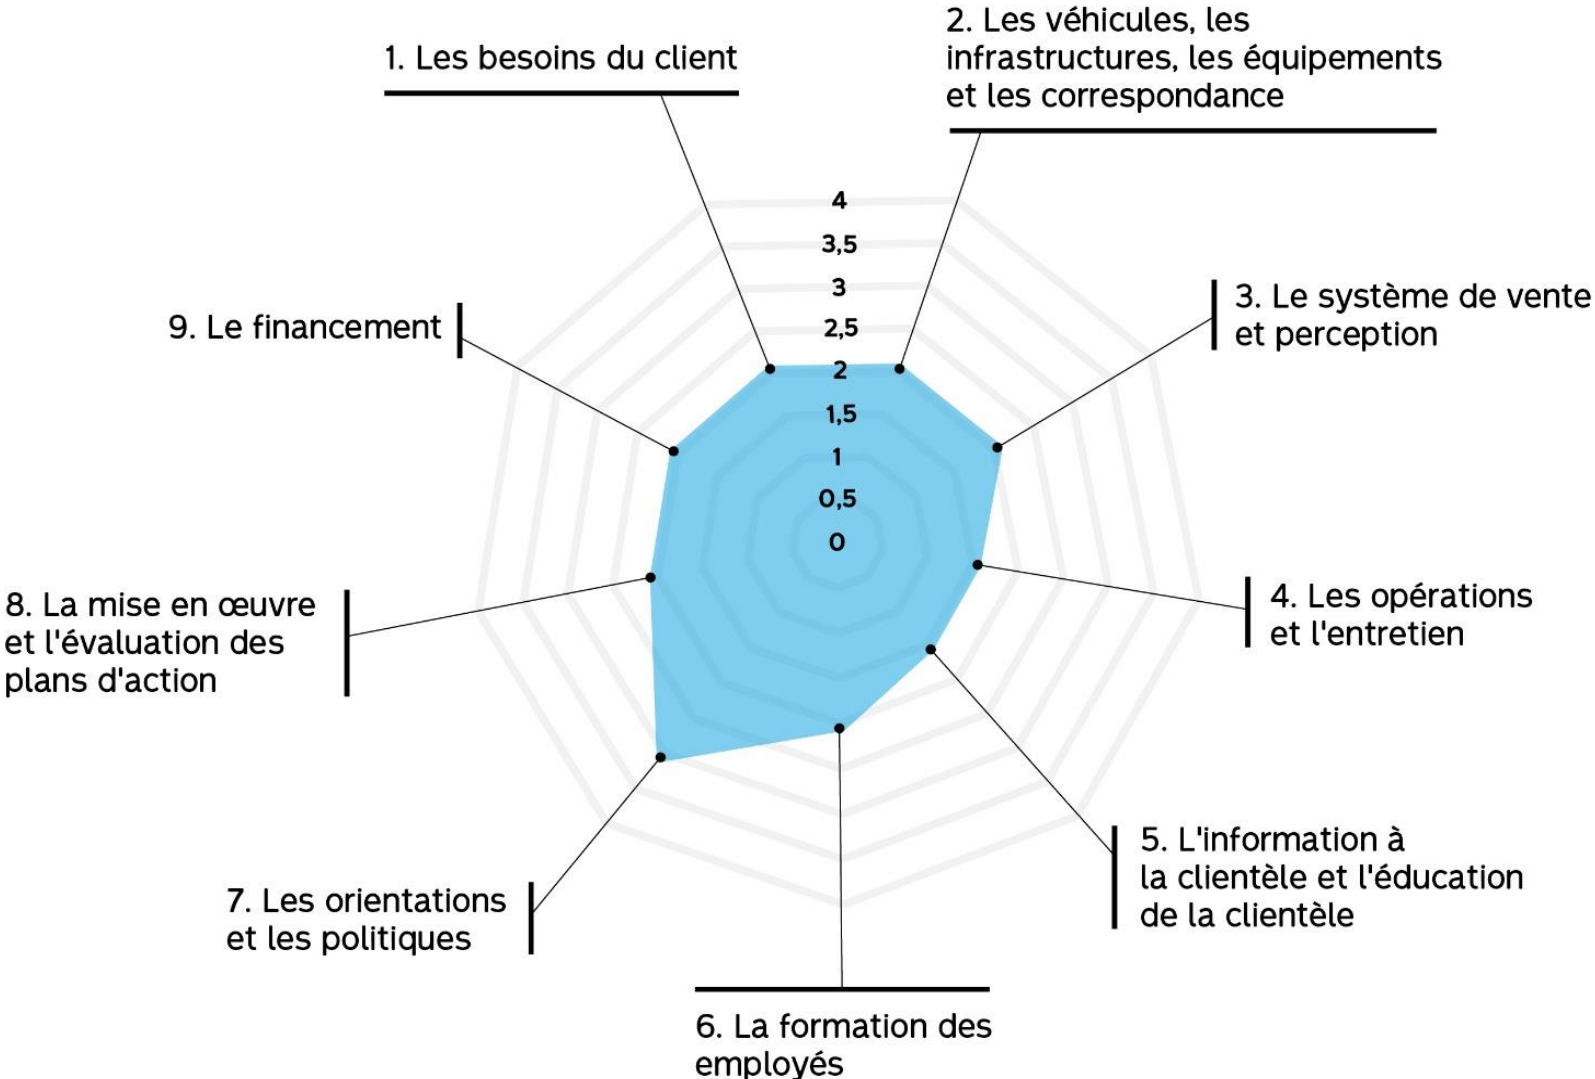 1. Les besoins du client
2. Les véhicules, les
infrastructures, les équipements
et les correspondance
4
3,5
3
2,5
2
1,5
1
0,5
0
3. Le système de vente
et perception
4. Les opérations
et l'entretien
5. L'information à
la clientèle et l'éducation
de la clientèle
6. La formation des
employés
7. Les orientations
et les politiques
8. La mise en œuvre
et l'évaluation des
plans d'action
9. Le financement